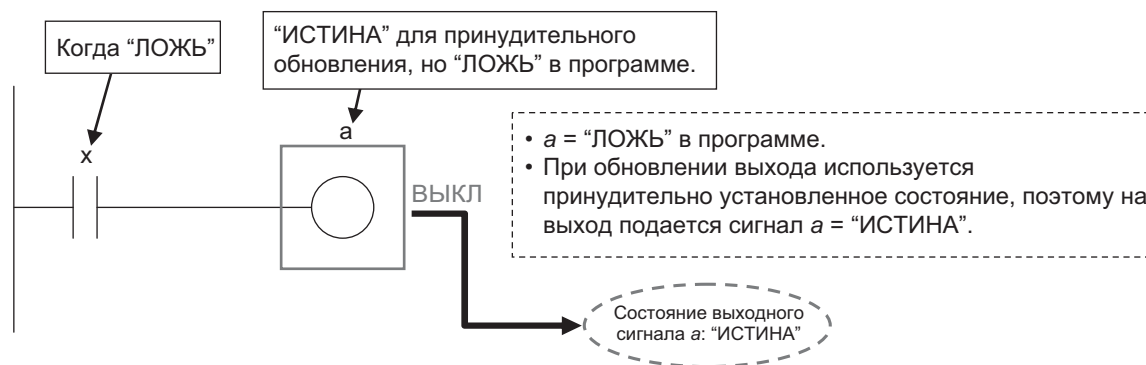 Когда “ЛОЖЬ”
“ИСТИНА” для принудительного
обновления, но “ЛОЖЬ” в программе.
x
a
ВЫКЛ
• a = “ЛОЖЬ” в программе.
• При обновлении выхода используется
принудительно установленное состояние, поэтому на
выход подается сигнал a = “ИСТИНА”.
Состояние выходного
сигнала a: “ИСТИНА”